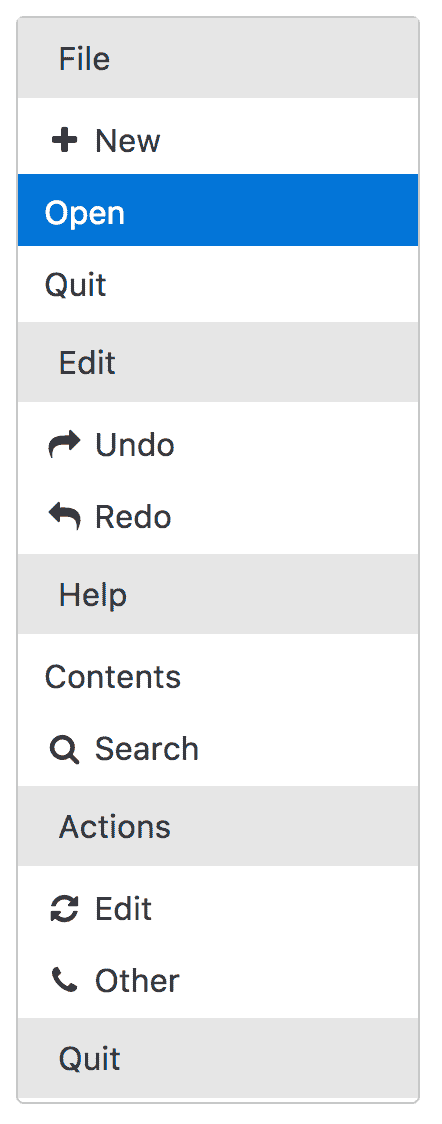 File
New
Open
Quit
Edit
Undo
Redo
Help
Contents
Search
Actions
Edit
Other
Quit